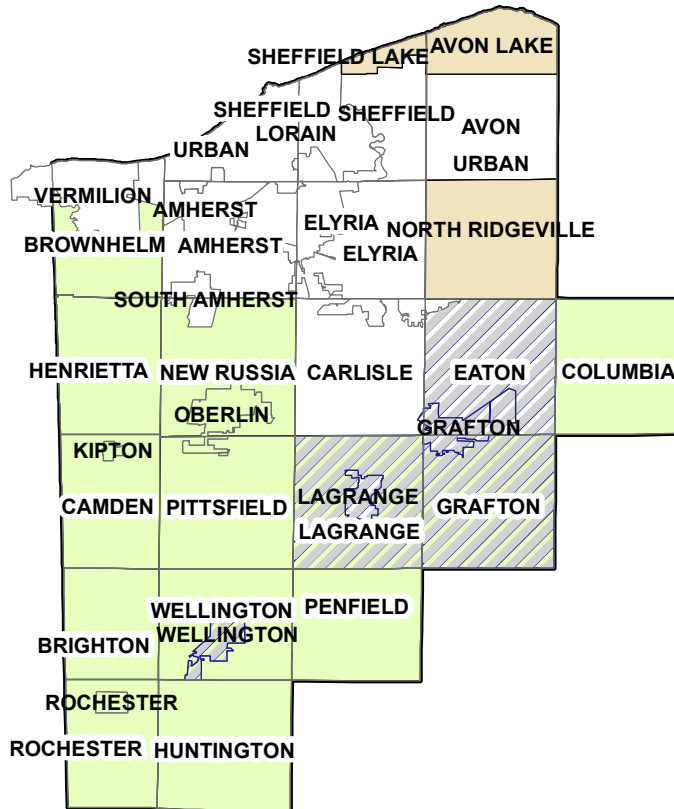 AVON LAKE
SHEFFIELD LAKE
SHEFFIELD
SHEFFIELD
LORAIN
AVON
URBAN
URBAN
VERMILION
AMHERST
ELYRIA
NORTH RIDGEVILLE
BROWNHELM
AMHERST
ELYRIA
SOUTH AMHERST
HENRIETTA
NEW RUSSIA
CARLISLE
EATON
COLUMBIA
OBERLIN
GRAFTON
KIPTON
LAGRANGE
CAMDEN
PITTSFIELD
GRAFTON
LAGRANGE
WELLINGTON
PENFIELD
WELLINGTON
BRIGHTON
ROCHESTER
ROCHESTER
HUNTINGTON